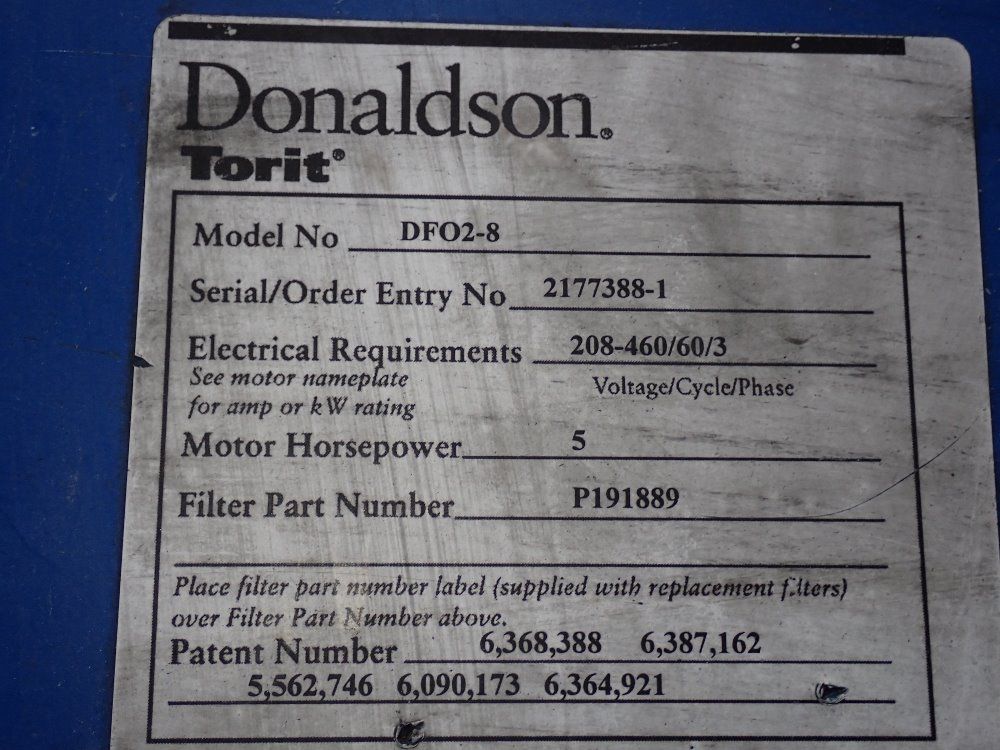 Donaldson®
Torit®
Model No DFO2-8
Serial/Order Entry No 2177388-1
Electrical Requirements 208-460/60/3
See motor nameplate Voltage/Cycle/Phase
for amp or kW rating
Motor Horsepower 5
Filter Part Number P191889
Place filter part number label (supplied with replacement filters)
over Filter Part Number above.
Patent Number 6,368,388 6,387,162
5,562,746 6,090,173 6,364,921